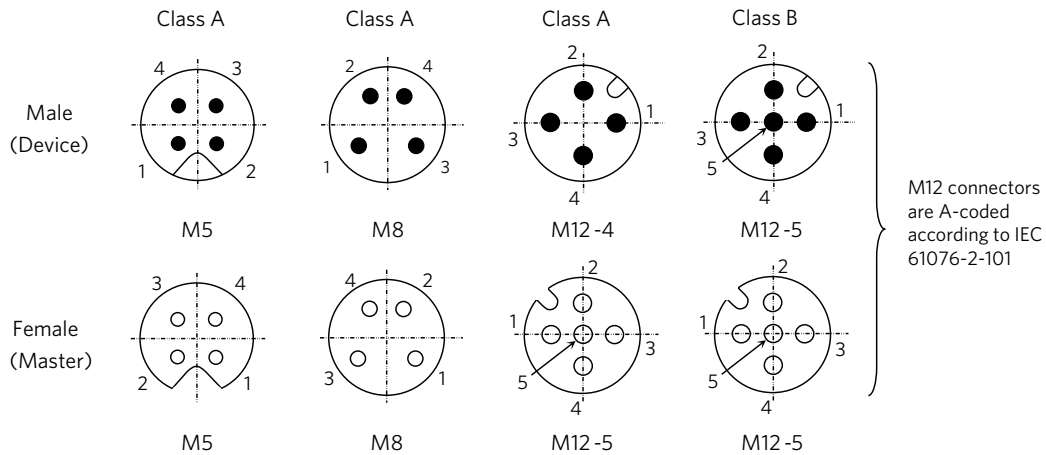 Class A Class A Class A Class B
2 2
4 3 2 4
Male
(Device)
1 1
3 3
1 2 1 3 5
4 4
M5 M8 M12-4 M12-5
M12 connectors
are A-coded
according to IEC
61076-2-101
2 2
3 4 4 2
Female
(Master)
1 3 1 3
2 1 3 1 5 5
4 4
M5 M8 M12-5 M12-5